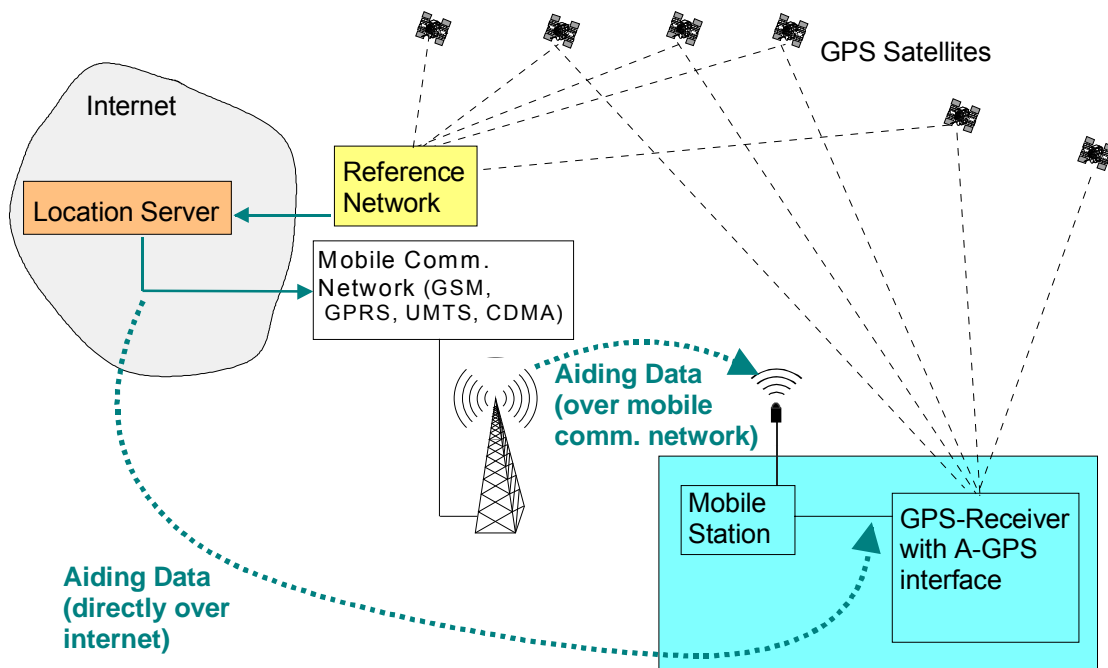 GPS Satellites
Internet
Reference
Network
Location Server
Mobile Comm.
Network (GSM,
GPRS, UMTS, CDMA)
Aiding Data
(over mobile
comm. network)
Mobile
Station
GPS-Receiver
with A-GPS
interface
Aiding Data
(directly over
internet)